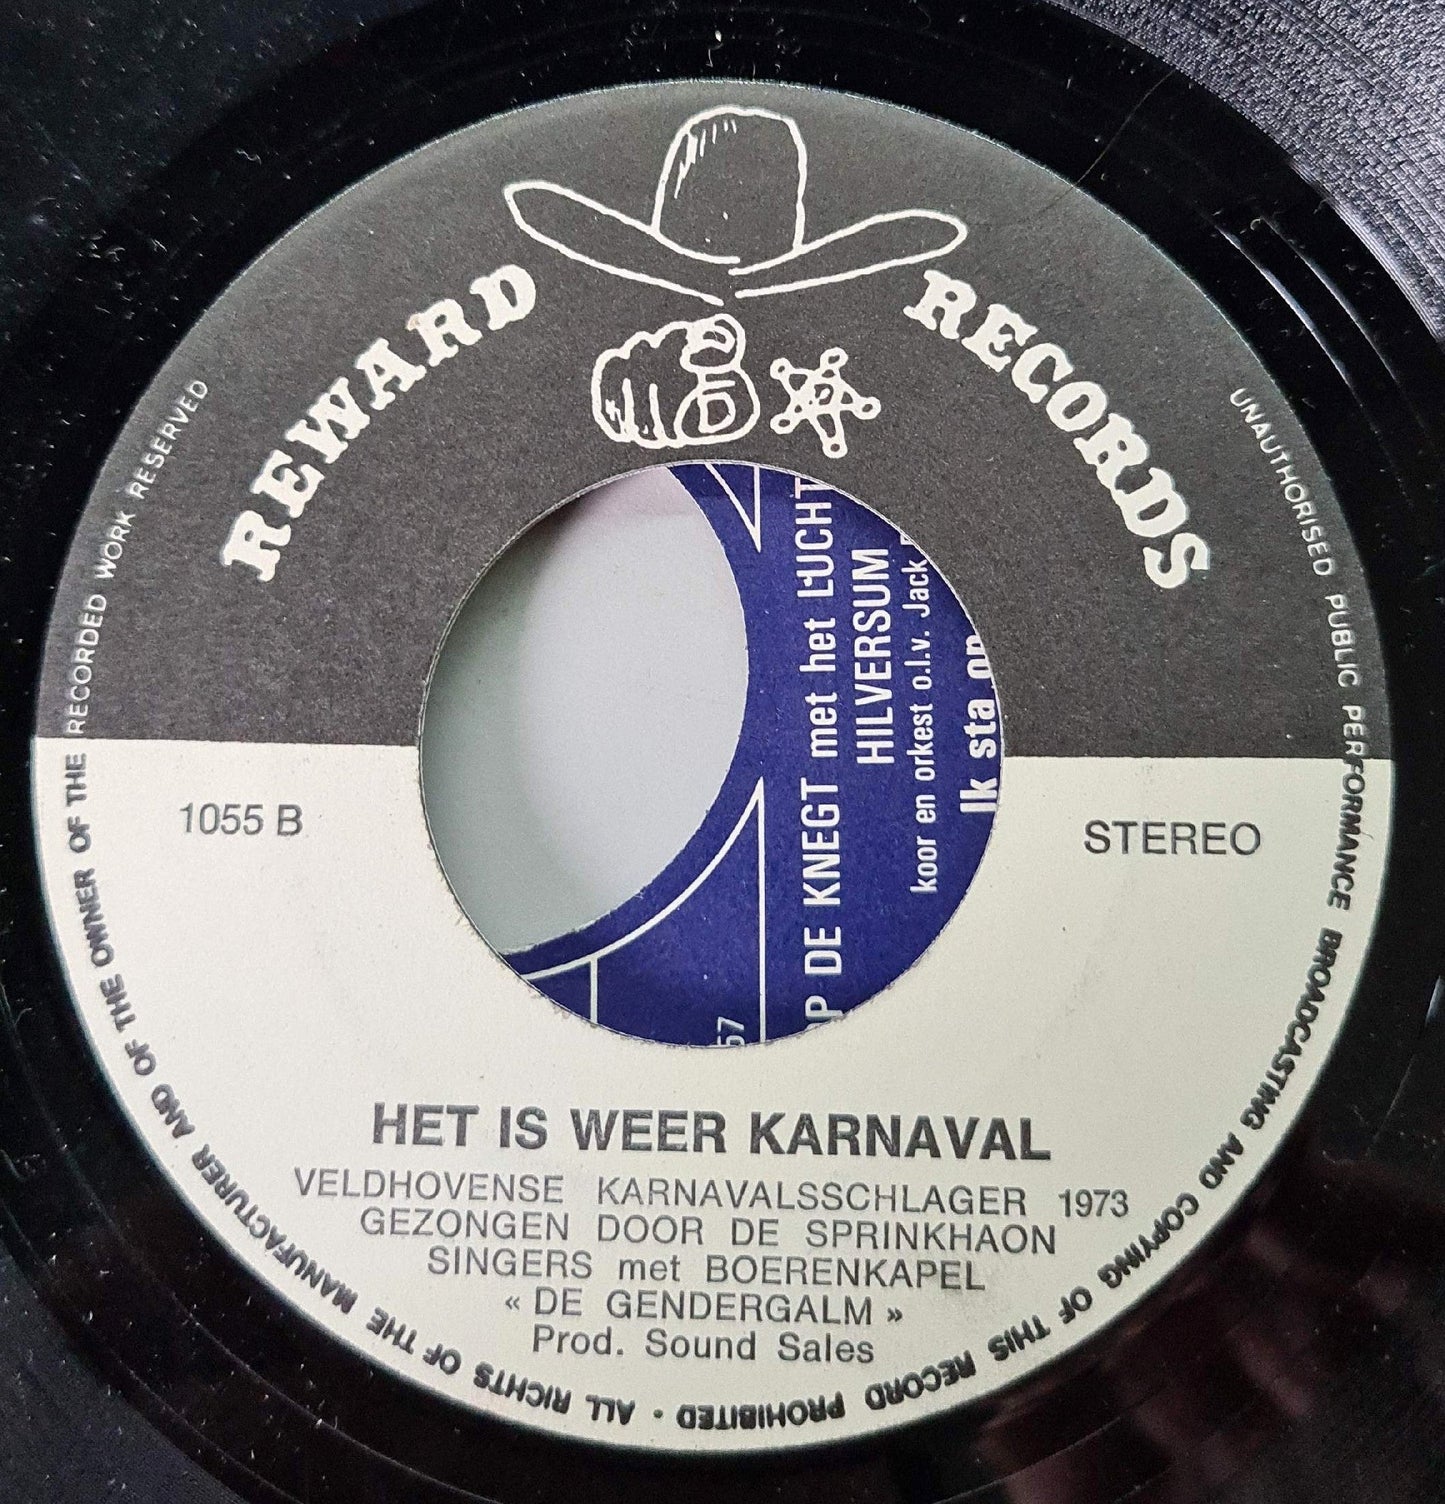 REWARD RECORDS
1055 B
STEREO
HET IS WEER KARNAVAL
VELDHOVENSE KARNAVALSSCHLAGER 1973
GEZONGEN DOOR DE SPRINKHAON
SINGERS met BOERENKAPEL
« DE GENDERGALM »
Prod. Sound Sales
ALL RIGHTS OF THE MANUFACTURER AND OF THE OWNER OF THE RECORDED WORK RESERVED
UNAUTHORISED PUBLIC PERFORMANCE BROADCASTING AND COPYING OF THIS RECORD PROHIBITED •
OP DE KNEGT met het LUCHT
HILVERSUM
koor en orkest o.l.v. Jack
Ik sta op
57